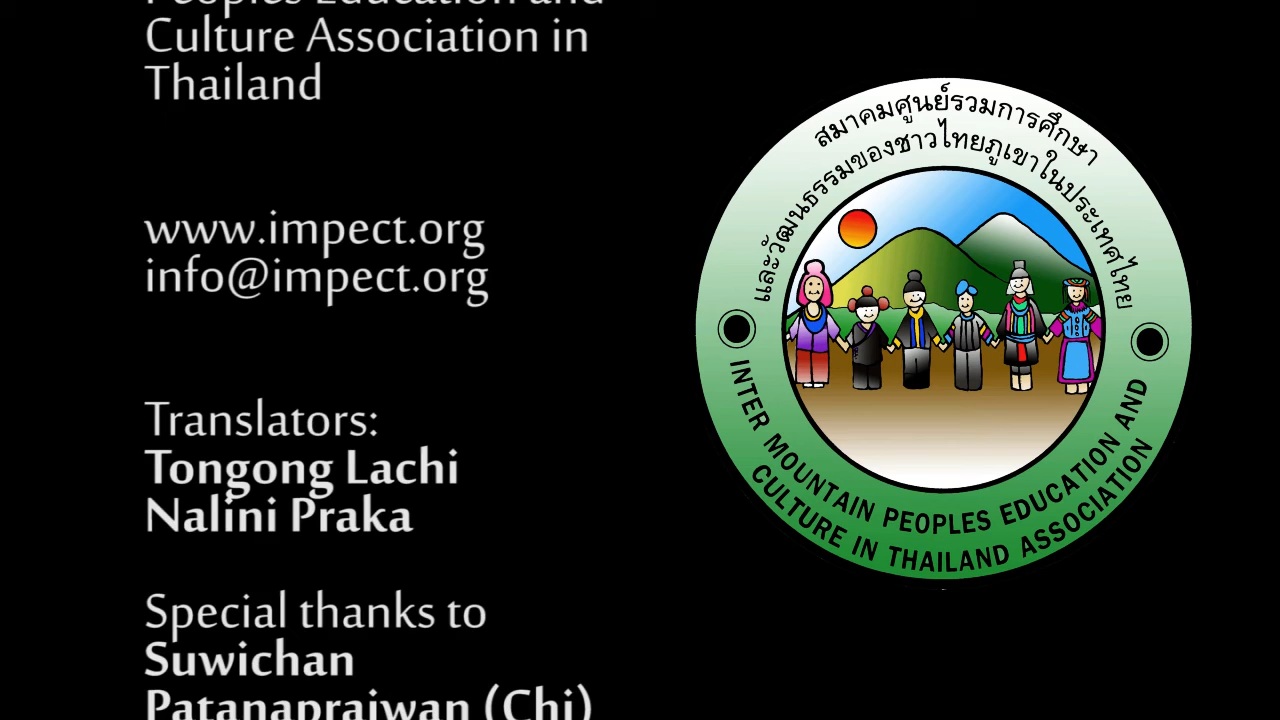 Peoples Education and
Culture Association in
Thailand
www.impect.org
info@impect.org
Translators:
Tongong Lachi
Nalini Praka
Special thanks to
Suwichan
Patanapraiwan (Chi)
สมาคมศูนย์รวมการศึกษา
และวัฒนธรรมของชาวไทยภูเขาในประเทศไทย
INTER MOUNTAIN PEOPLES EDUCATION AND
CULTURE IN THAILAND ASSOCIATION